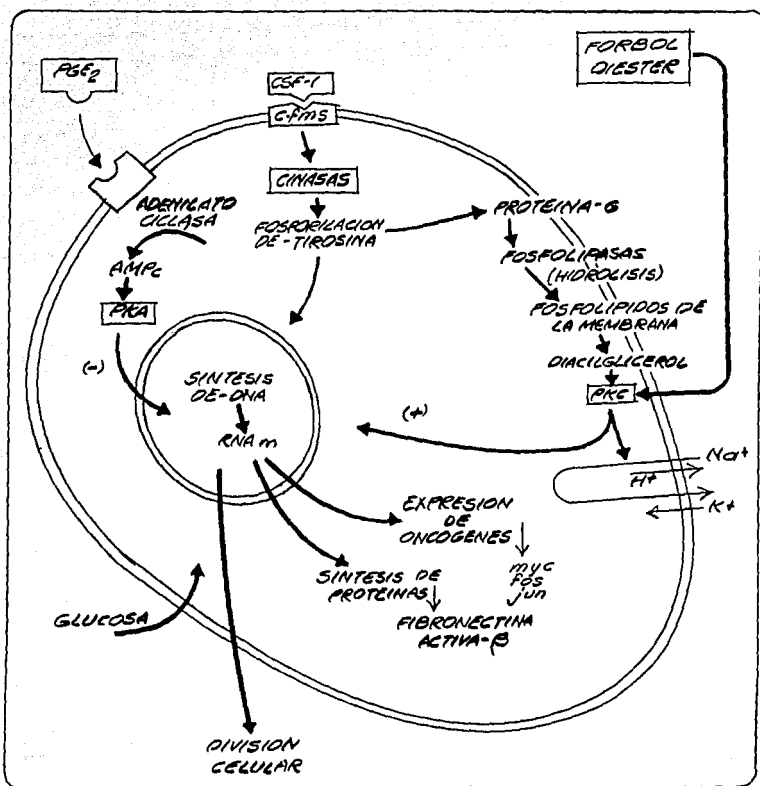 PGE2
CSF-1
C-fms
FORBOL
DIESTER
CINASAS
ADENILATO
CICLASA
FOSFORILACION
DE-TIROSINA
PROTEINA-G
FOSFOLIPASAS
(HIDROLISIS)
AMPc
PKA
FOSFOLIPIDOS DE
LA MEMBRANA
DIACILGLICEROL
PKC
(-)
SINTESIS
DE-DNA
RNA m
(+)
Na+
H+
K+
EXPRESION
DE
ONCOGENES
myc
fos
jun
SINTESIS DE
PROTEINAS
FIBRONECTINA
ACTIVA-β
GLUCOSA
DIVISION
CELULAR